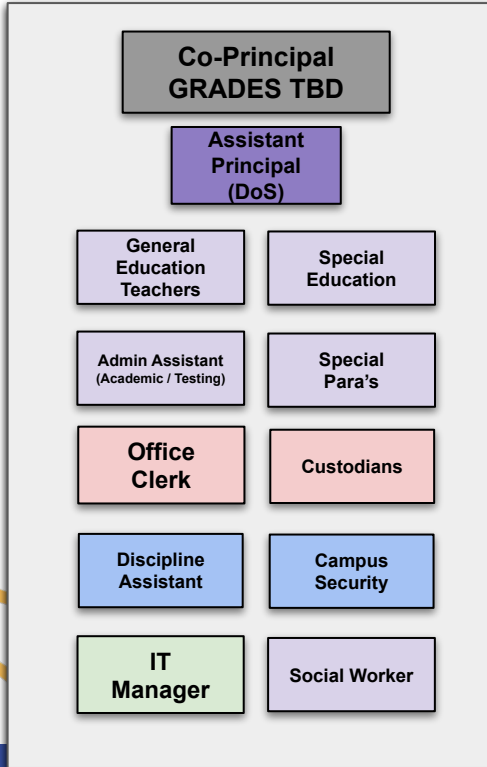 Co-Principal
GRADES TBD
Assistant
Principal
(DoS)
General
Education
Teachers
Special
Education
Admin Assistant
(Academic / Testing)
Special
Para's
Office
Clerk
Custodians
Discipline
Assistant
Campus
Security
IT
Manager
Social Worker